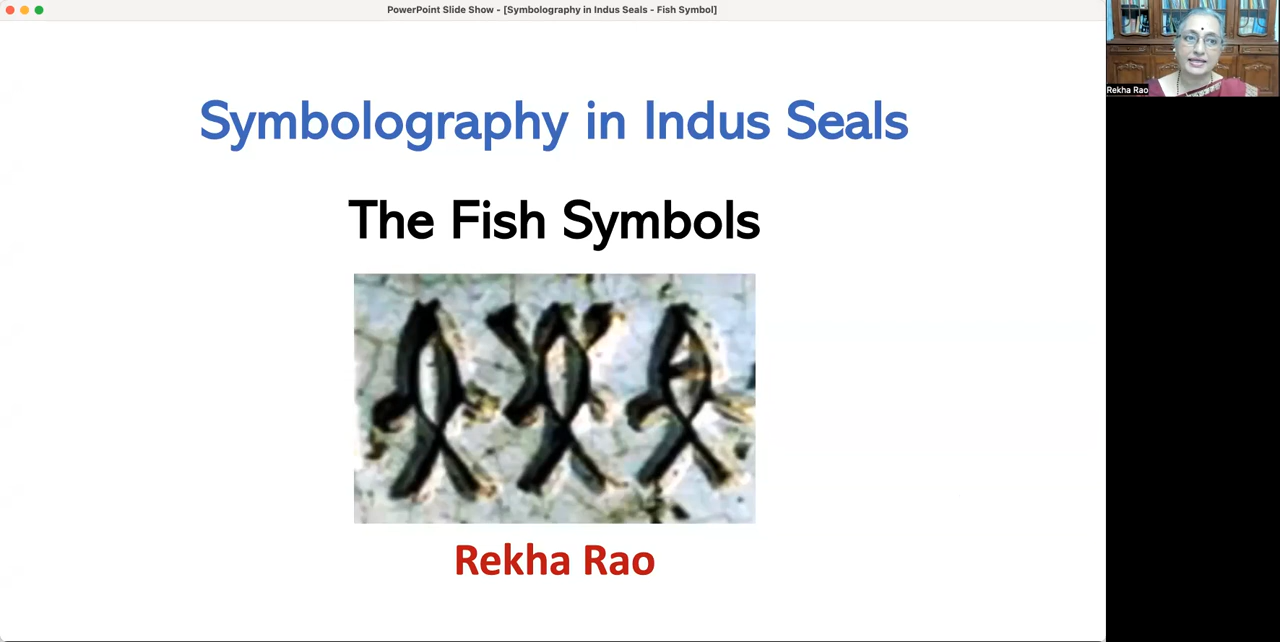 PowerPoint Slide Show - [Symbolography in Indus Seals - Fish Symbol]
Symbolography in Indus Seals
The Fish Symbols
Rekha Rao
Rekha Rao